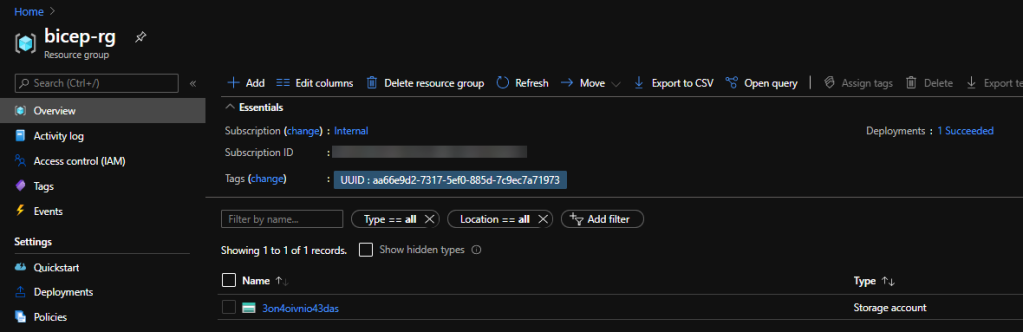 Home >
bicep-rg
Resource group
Search (Ctrl+/)
«
Overview
Activity log
Access control (IAM)
Tags
Events
Settings
Quickstart
Deployments
Policies
Add Edit columns Delete resource group Refresh Move Export to CSV Open query Assign tags Delete Export te
Essentials
Subscription (change) : Internal
Deployments : 1 Succeeded
Subscription ID :
Tags (change) : UUID : aa66e9d2-7317-5ef0-885d-7c9ec7a71973
Filter by name... Type == all Location == all Add filter
Showing 1 to 1 of 1 records. Show hidden types
Name Type
3on4oivnio43das Storage account